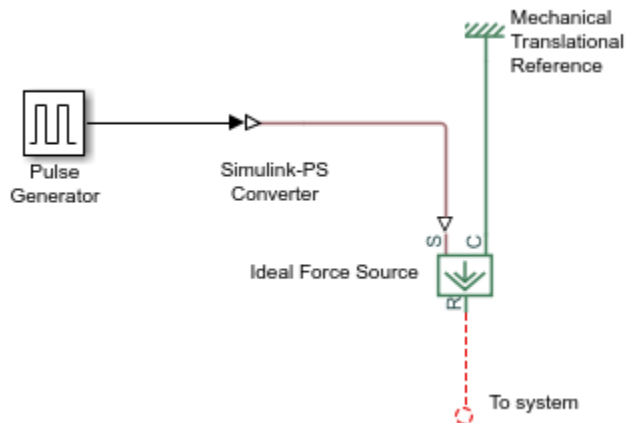 Mechanical
Translational
Reference
Pulse
Generator
Simulink-PS
Converter
S
C
Ideal Force Source
R
To system